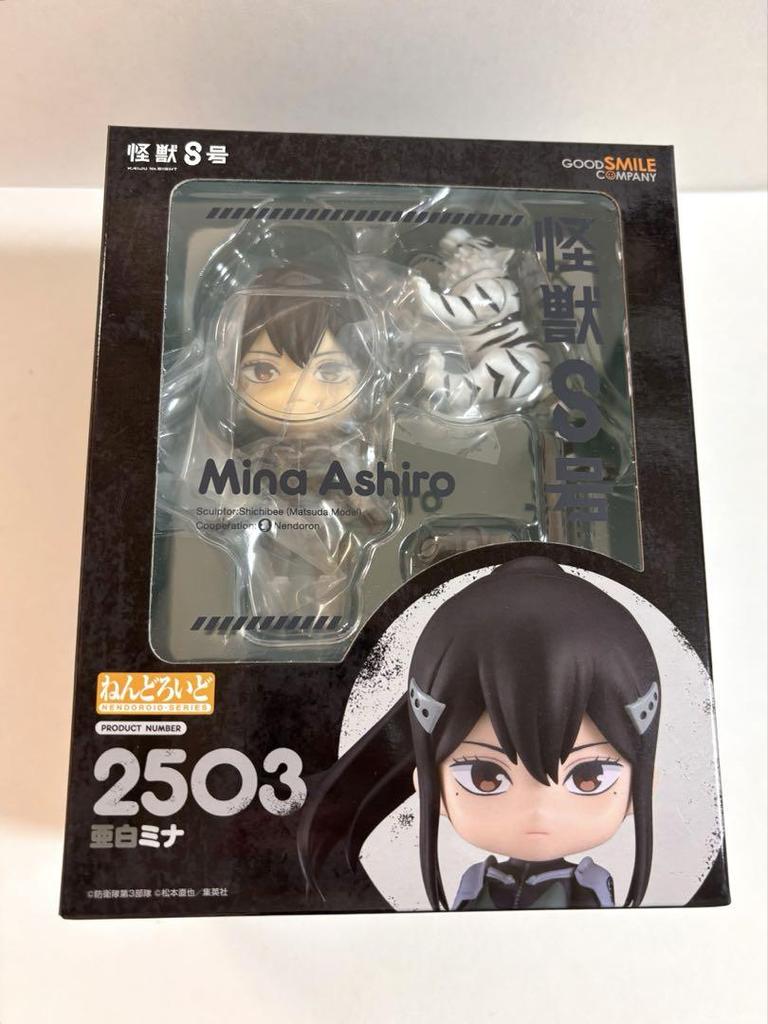 怪獣8号
KAIJU No.EIGHT
GOOD SMILE
COMPANY
怪獣8号
Mina Ashiro
Sculptor:Shichibee (Matsuda Model)
Cooperation: Nendoron
ねんどろいど
NENDOROID-SERIES
PRODUCT NUMBER
2503
亜白ミナ
©防衛隊第3部隊 ©松本直也／集英社